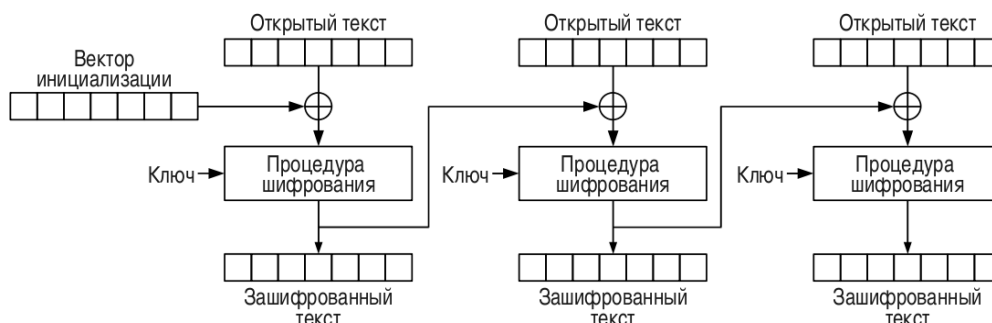 Открытый текст
Открытый текст
Открытый текст
Вектор
инициализации
Ключ
Процедура
шифрования
Ключ
Процедура
шифрования
Ключ
Процедура
шифрования
Зашифрованный
текст
Зашифрованный
текст
Зашифрованный
текст